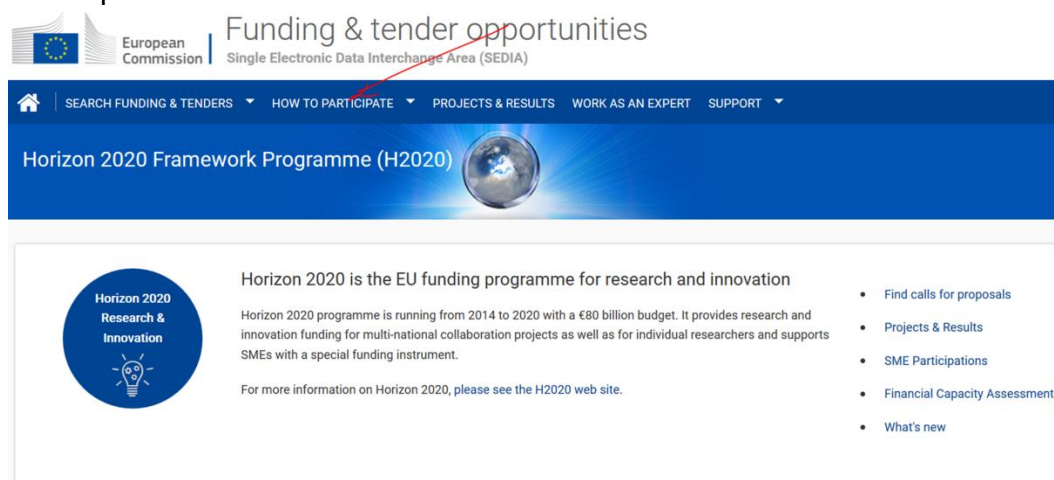 Funding & tender opportunities
European
Commission
Single Electronic Data Interchange Area (SEDIA)
SEARCH FUNDING & TENDERS HOW TO PARTICIPATE PROJECTS & RESULTS WORK AS AN EXPERT SUPPORT
Horizon 2020 Framework Programme (H2020)
Horizon 2020
Research &
Innovation
Horizon 2020 is the EU funding programme for research and innovation
Horizon 2020 programme is running from 2014 to 2020 with a €80 billion budget. It provides research and
innovation funding for multi-national collaboration projects as well as for individual researchers and supports
SMEs with a special funding instrument.
For more information on Horizon 2020, please see the H2020 web site.
Find calls for proposals
Projects & Results
SME Participations
Financial Capacity Assessment
What's new